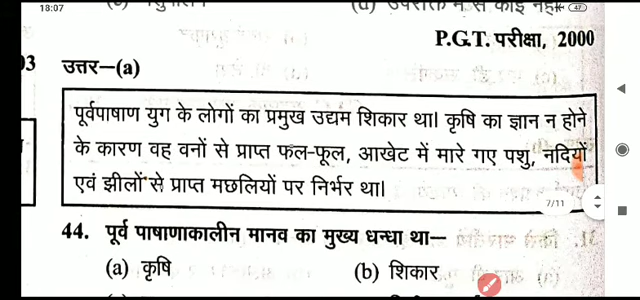 18:07
47
P.G.T. परीक्षा, 2000
उत्तर–(a)
पूर्वपाषाण युग के लोगों का प्रमुख उद्यम शिकार था। कृषि का ज्ञान न होने
के कारण वह वनों से प्राप्त फल-फूल, आखेट में मारे गए पशु, नदियों
एवं झीलों से प्राप्त मछलियों पर निर्भर था।
7/11
44. पूर्व पाषाणाकालीन मानव का मुख्य धन्धा था–
(a) कृषि (b) शिकार